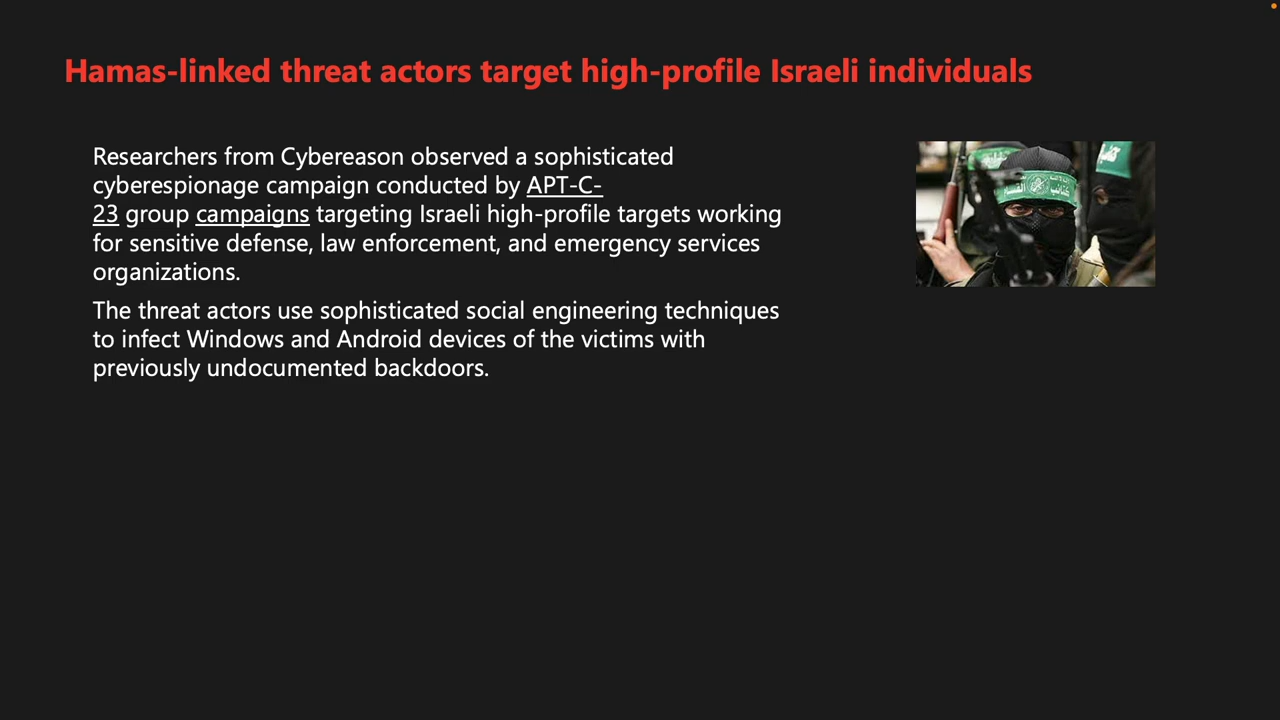 Hamas-linked threat actors target high-profile Israeli individuals
Researchers from Cybereason observed a sophisticated
cyberespionage campaign conducted by APT-C-
23 group campaigns targeting Israeli high-profile targets working
for sensitive defense, law enforcement, and emergency services
organizations.
The threat actors use sophisticated social engineering techniques
to infect Windows and Android devices of the victims with
previously undocumented backdoors.
كتائب